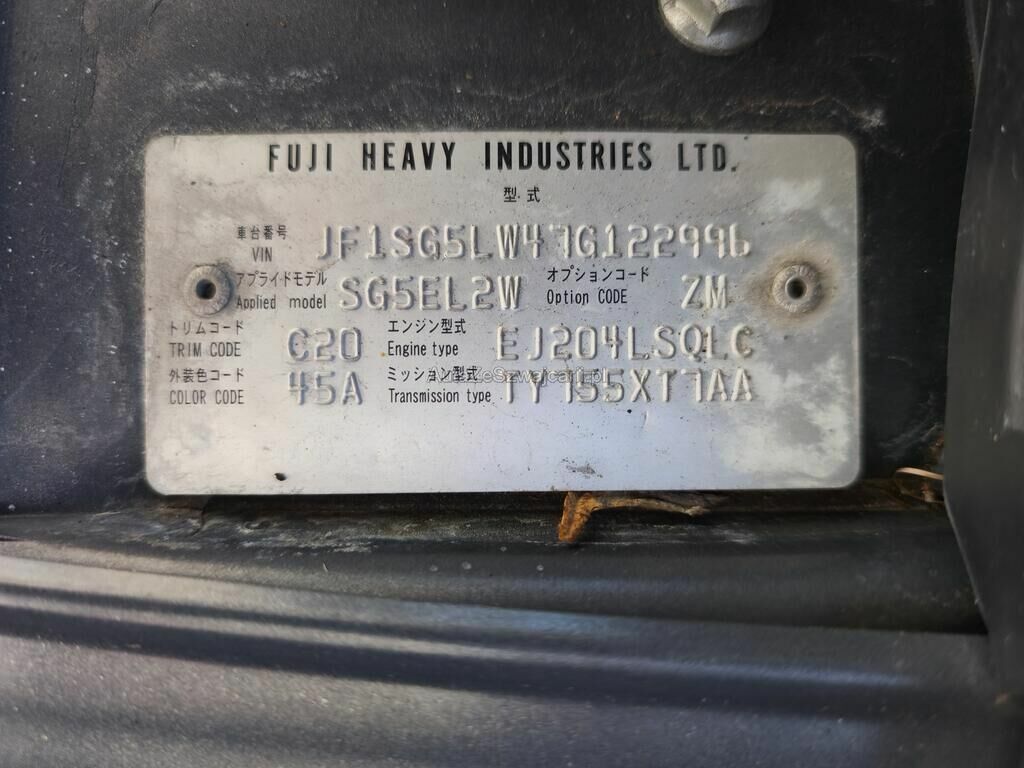 FUJI HEAVY INDUSTRIES LTD.
型式
車台番号 VIN JF1SG5LW47G122996
アプライドモデル Applied model SG5EL2W オプションコード Option CODE ZM
トリムコード TRIM CODE C20 エンジン型式 Engine type EJ204LSQLC
外装色コード COLOR CODE 45A ミッション型式 Transmission type TY755XT7AA
AutaZeSzwajcarii.pl